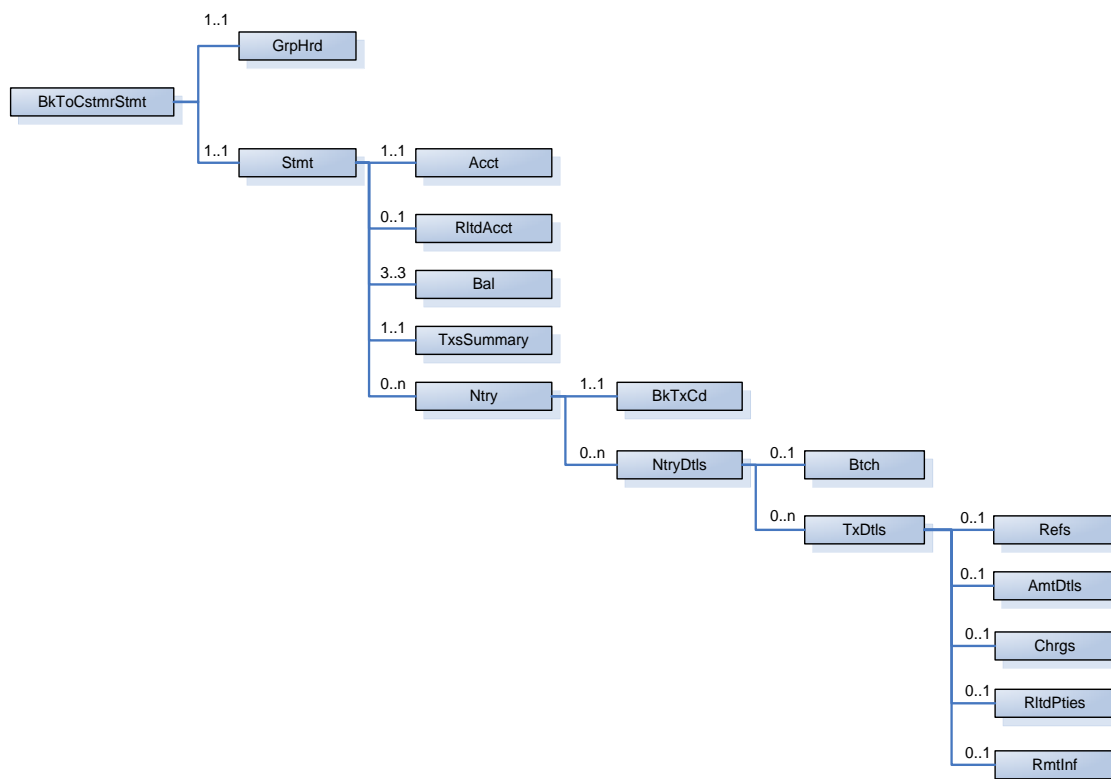 1..1
GrpHrd
BkToCstmrStmt
1..1
Stmt
1..1
Acct
0..1
RltdAcct
3..3
Bal
1..1
TxsSummary
0..n
Ntry
1..1
BkTxCd
0..n
NtryDtls
0..1
Btch
0..n
TxDtls
0..1
Refs
0..1
AmtDtls
0..1
Chrgs
0..1
RltdPties
0..1
RmtInf